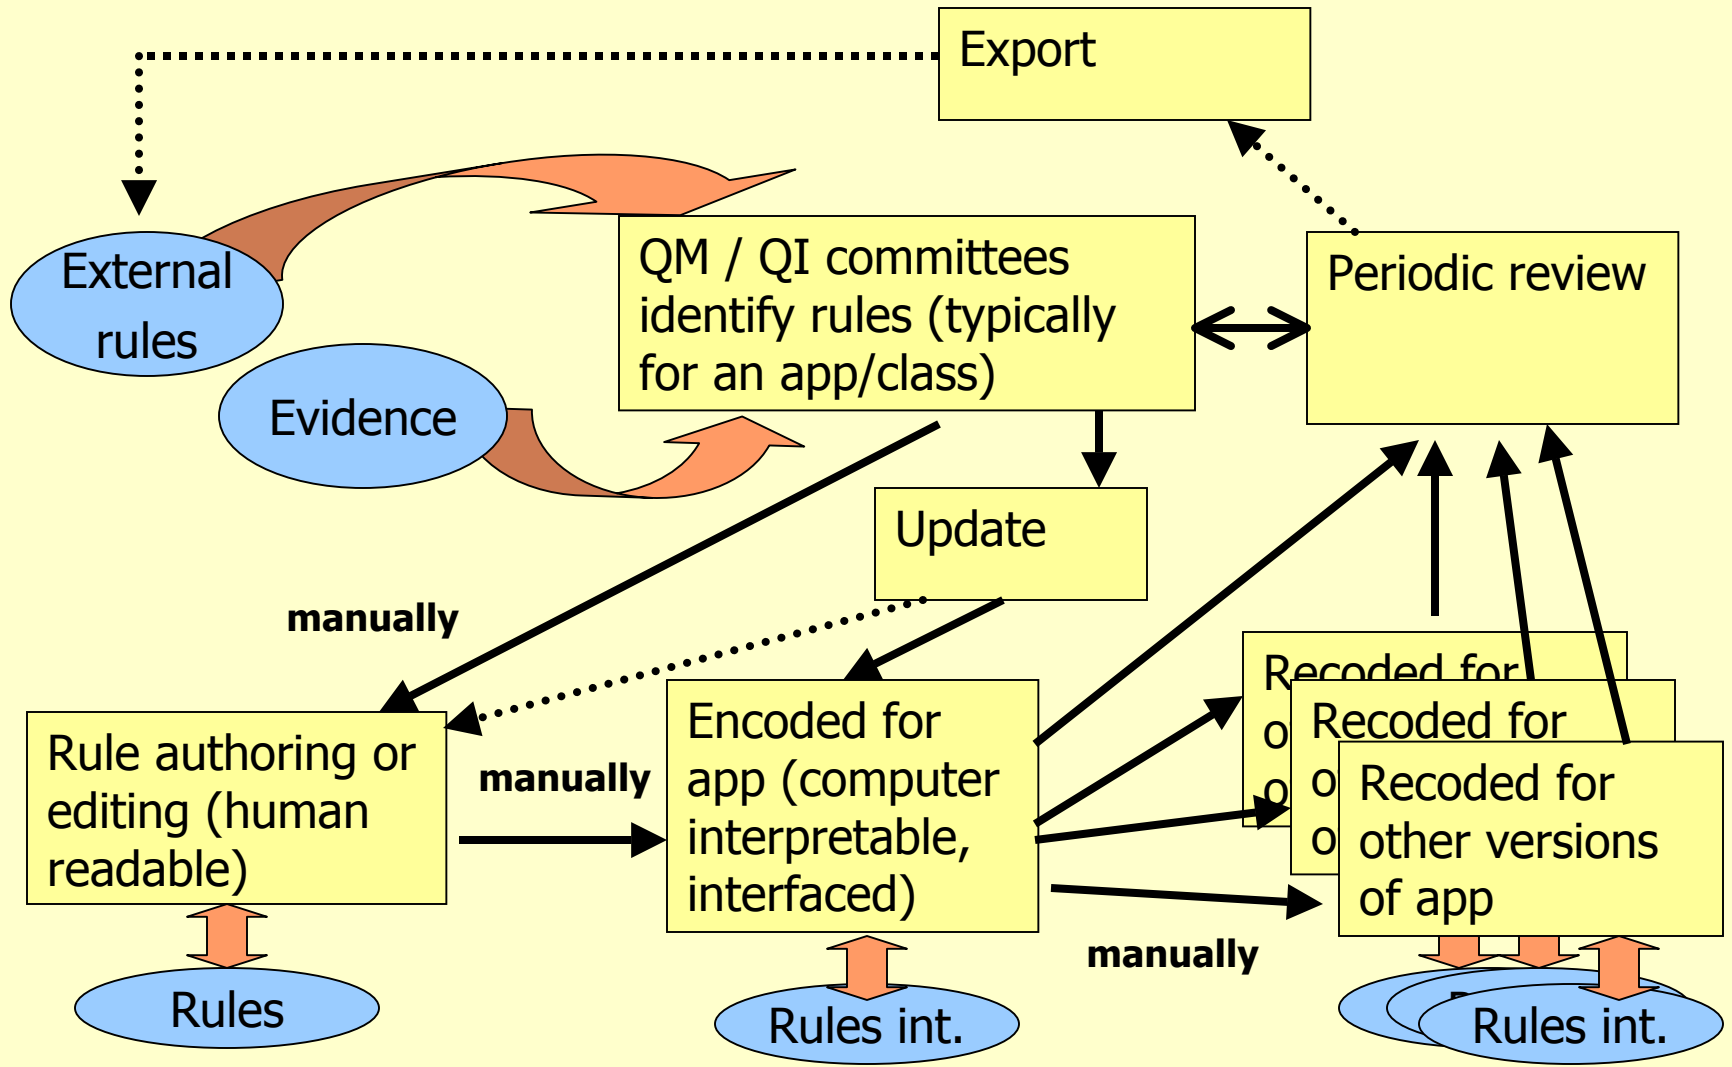 Export
External
rules
QM / QI committees
identify rules (typically
for an app/class)
Periodic review
Evidence
Update
manually
Rule authoring or
editing (human
readable)
manually
Encoded for
app (computer
interpretable,
interfaced)
Recoded for
Recoded for
Recoded for
other versions
of app
manually
Rules
Rules int.
Rules int.